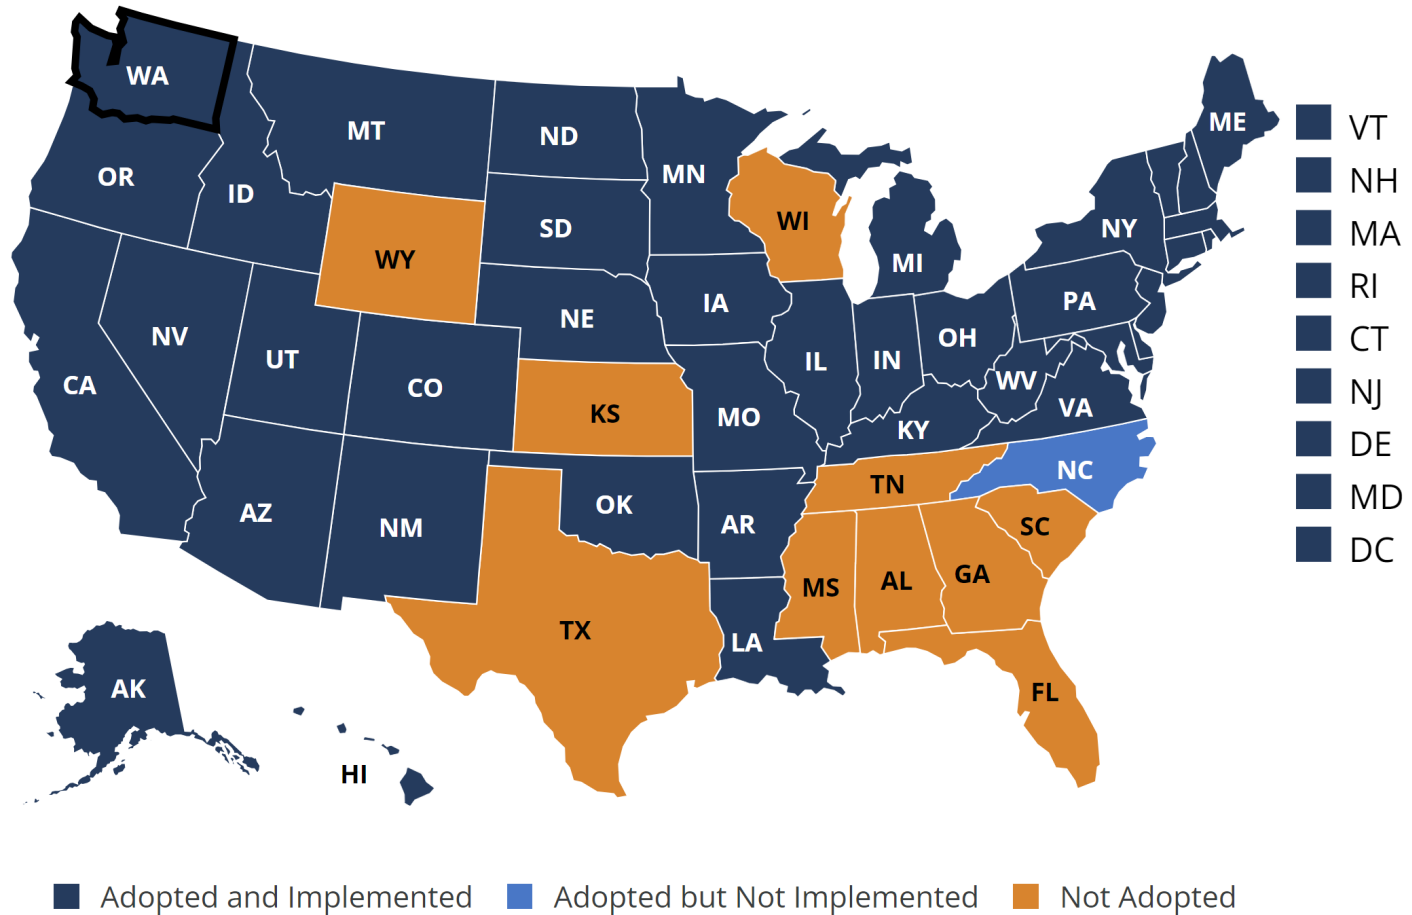 WA
MT
ND
MN
ME
VT
OR
ID
SD
WI
NY
NH
MA
WY
MI
RI
IA
PA
NE
CT
NV
UT
OH
IL
IN
CA
CO
WV
NJ
KS
MO
VA
KY
DE
NC
TN
MD
AZ
NM
OK
AR
SC
DC
MS
AL
GA
TX
LA
AK
FL
HI
Adopted and Implemented
Adopted but Not Implemented
Not Adopted